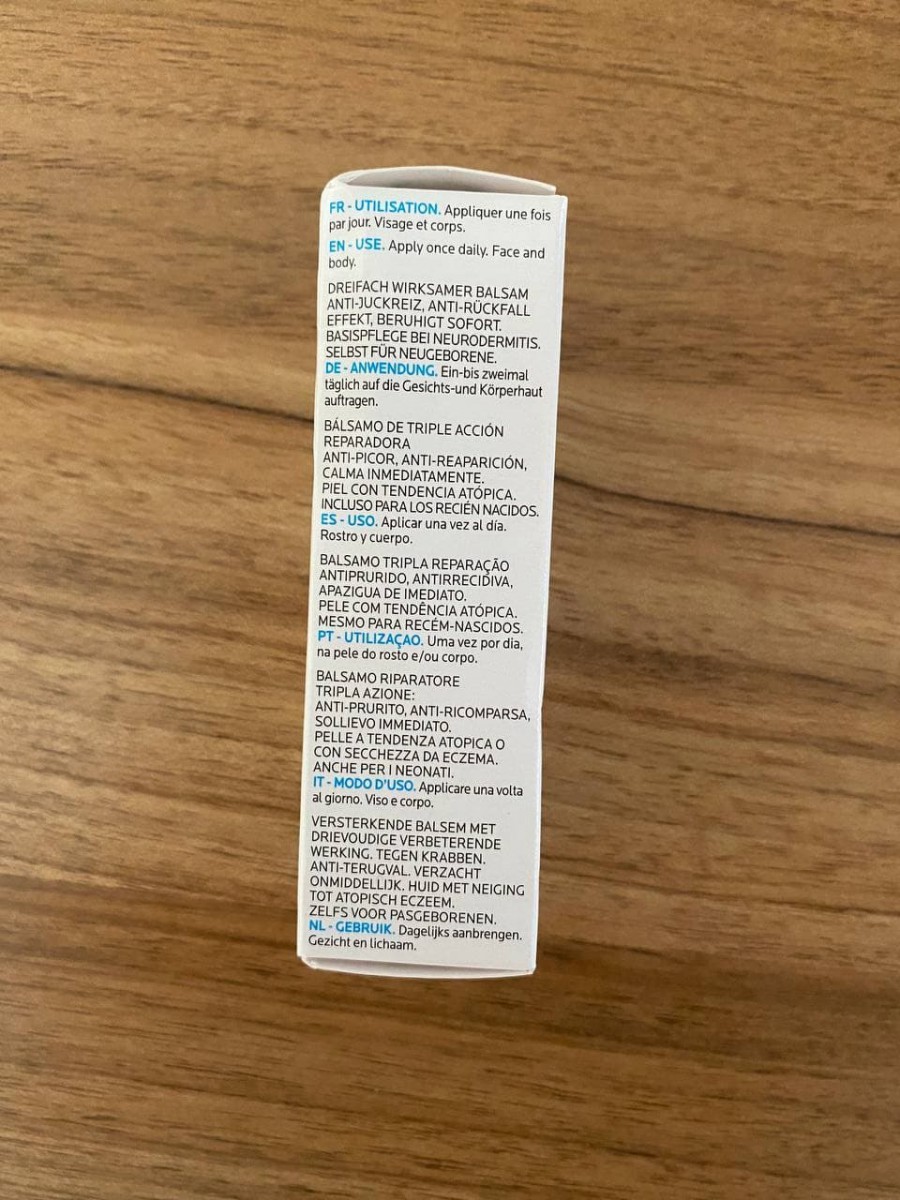 FR - UTILISATION. Appliquer une fois
par jour. Visage et corps.
EN - USE. Apply once daily. Face and
body.
DREIFACH WIRKSAMER BALSAM
ANTI-JUCKREIZ, ANTI-RÜCKFALL
EFFEKT, BERUHIGT SOFORT.
BASISPFLEGE BEI NEURODERMITIS.
SELBST FÜR NEUGEBORENE.
DE - ANWENDUNG. Ein-bis zweimal
täglich auf die Gesichts-und Körperhaut
auftragen.
BÁLSAMO DE TRIPLE ACCIÓN
REPARADORA
ANTI-PICOR, ANTI-REAPARICIÓN,
CALMA INMEDIATAMENTE.
PIEL CON TENDENCIA ATÓPICA.
INCLUSO PARA LOS RECIÉN NACIDOS.
ES - USO. Aplicar una vez al día.
Rostro y cuerpo.
BALSAMO TRIPLA REPARAÇÃO
ANTIPRURIDO, ANTIRRECIDIVA,
APAZIGUA DE IMEDIATO.
PELE COM TENDÊNCIA ATÓPICA.
MESMO PARA RECÉM-NASCIDOS.
PT - UTILIZAÇAO. Uma vez por dia,
na pele do rosto e/ou corpo.
BALSAMO RIPARATORE
TRIPLA AZIONE:
ANTI-PRURITO, ANTI-RICOMPARSA,
SOLLIEVO IMMEDIATO.
PELLE A TENDENZA ATOPICA O
CON SECCHEZZA DA ECZEMA.
ANCHE PER I NEONATI.
IT - MODO D'USO. Applicare una volta
al giorno. Viso e corpo.
VERSTERKENDE BALSEM MET
DRIEVOUDIGE VERBETERENDE
WERKING. TEGEN KRABBEN.
ANTI-TERUGVAL. VERZACHT
ONMIDDELLIJK. HUID MET NEIGING
TOT ATOPISCH ECZEEM.
ZELFS VOOR PASGEBORENEN.
NL - GEBRUIK. Dagelijks aanbrengen.
Gezicht en lichaam.